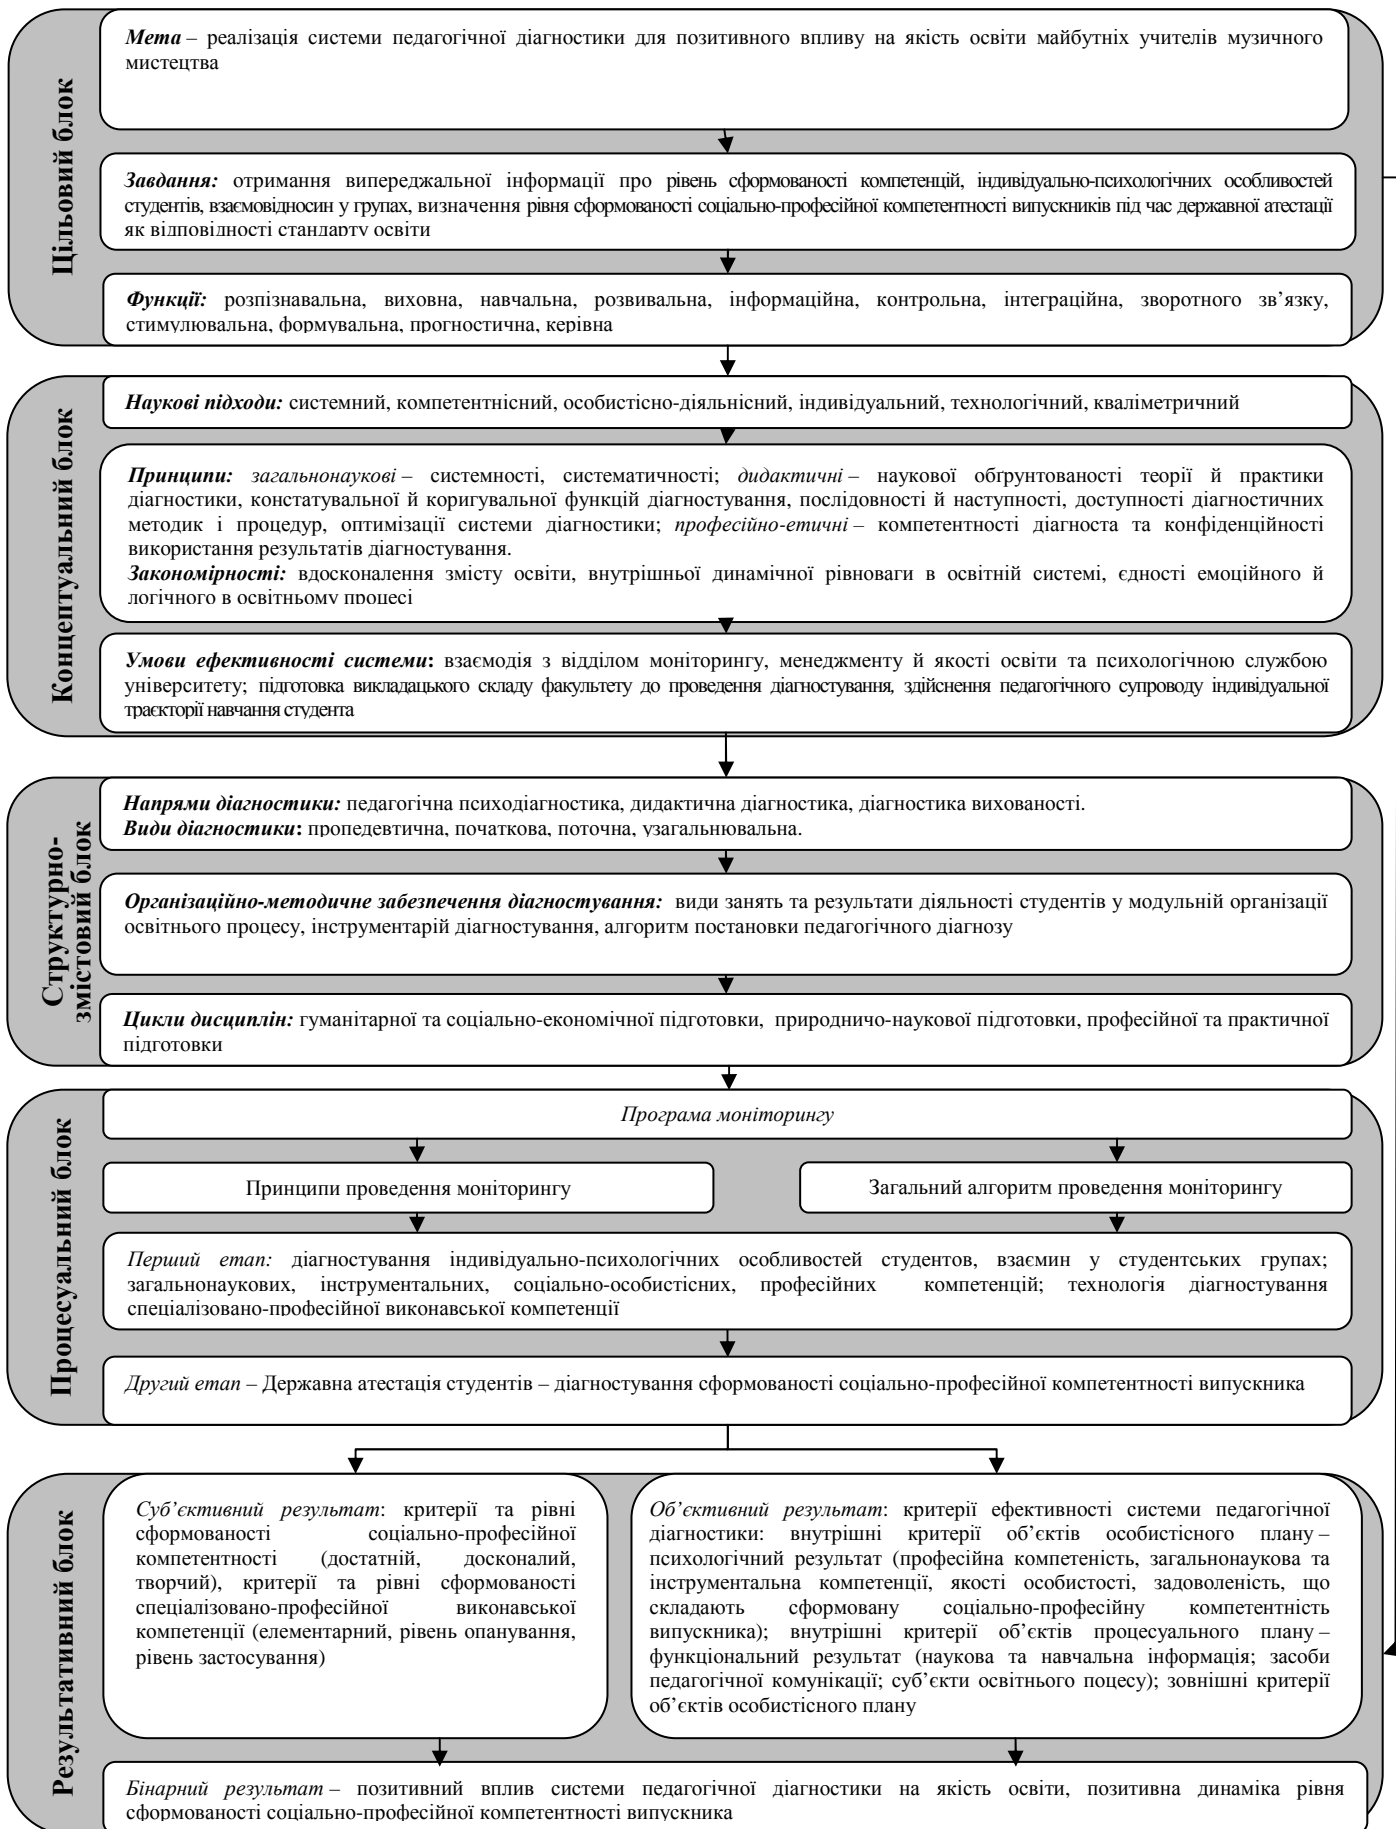 Цільовий блок
Мета – реалізація системи педагогічної діагностики для позитивного впливу на якість освіти майбутніх учителів музичного
мистецтва
Завдання: отримання випереджальної інформації про рівень сформованості компетенцій, індивідуально-психологічних особливостей
студентів, взаємовідносин у групах, визначення рівня сформованості соціально-професійної компетентності випускників під час державної атестації
як відповідності стандарту освіти
Функції: розпізнавальна, виховна, навчальна, розвивальна, інформаційна, контрольна, інтеграційна, зворотного зв’язку,
стимулювальна, формувальна, прогностична, керівна
Концептуальний блок
Наукові підходи: системний, компетентнісний, особистісно-діяльнісний, індивідуальний, технологічний, кваліметричний
Принципи: загальнонаукові – системності, систематичності; дидактичні – наукової обґрунтованості теорії й практики
діагностики, констатувальної й коригувальної функцій діагностування, послідовності й наступності, доступності діагностичних
методик і процедур, оптимізації системи діагностики; професійно-етичні – компетентності діагноста та конфіденційності
використання результатів діагностування.
Закономірності: вдосконалення змісту освіти, внутрішньої динамічної рівноваги в освітній системі, єдності емоційного й
логічного в освітньому процесі
Умови ефективності системи: взаємодія з відділом моніторингу, менеджменту й якості освіти та психологічною службою
університету; підготовка викладацького складу факультету до проведення діагностування, здійснення педагогічного супроводу індивідуальної
траєкторії навчання студента
Структурно-
змістовий блок
Напрями діагностики: педагогічна психодіагностика, дидактична діагностика, діагностика вихованості.
Види діагностики: пропедевтична, початкова, поточна, узагальнювальна.
Організаційно-методичне забезпечення діагностування: види занять та результати діяльності студентів у модульній організації
освітнього процесу, інструментарій діагностування, алгоритм постановки педагогічного діагнозу
Цикли дисциплін: гуманітарної та соціально-економічної підготовки, природничо-наукової підготовки, професійної та практичної
підготовки
Процесуальний блок
Програма моніторингу
Принципи проведення моніторингу
Загальний алгоритм проведення моніторингу
Перший етап: діагностування індивідуально-психологічних особливостей студентов, взаємин у студентських групах;
загальнонаукових, інструментальних, соціально-особистісних, професійних компетенцій; технологія діагностування
спеціалізовано-професійної виконавської компетенції
Другий етап – Державна атестація студентів – діагностування сформованості соціально-професійної компетентності випускника
Результативний блок
Суб’єктивний результат: критерії та рівні
сформованості соціально-професійної
компетентності (достатній, досконалий,
творчий), критерії та рівні сформованості
спеціалізовано-професійної виконавської
компетенції (елементарний, рівень опанування,
рівень застосування)
Об’єктивний результат: критерії ефективності системи педагогічної
діагностики: внутрішні критерії об’єктів особистісного плану –
психологічний результат (професійна компетеність, загальнонаукова та
інструментальна компетенції, якості особистості, задоволеність, що
складають сформовану соціально-професійну компетентність
випускника); внутрішні критерії об’єктів процесуального плану –
функціональний результат (наукова та навчальна інформація; засоби
педагогічної комунікації; суб’єкти освітнього поцесу); зовнішні критерії
об’єктів особистісного плану
Бінарний результат – позитивний вплив системи педагогічної діагностики на якість освіти, позитивна динаміка рівня
сформованості соціально-професійної компетентності випускника